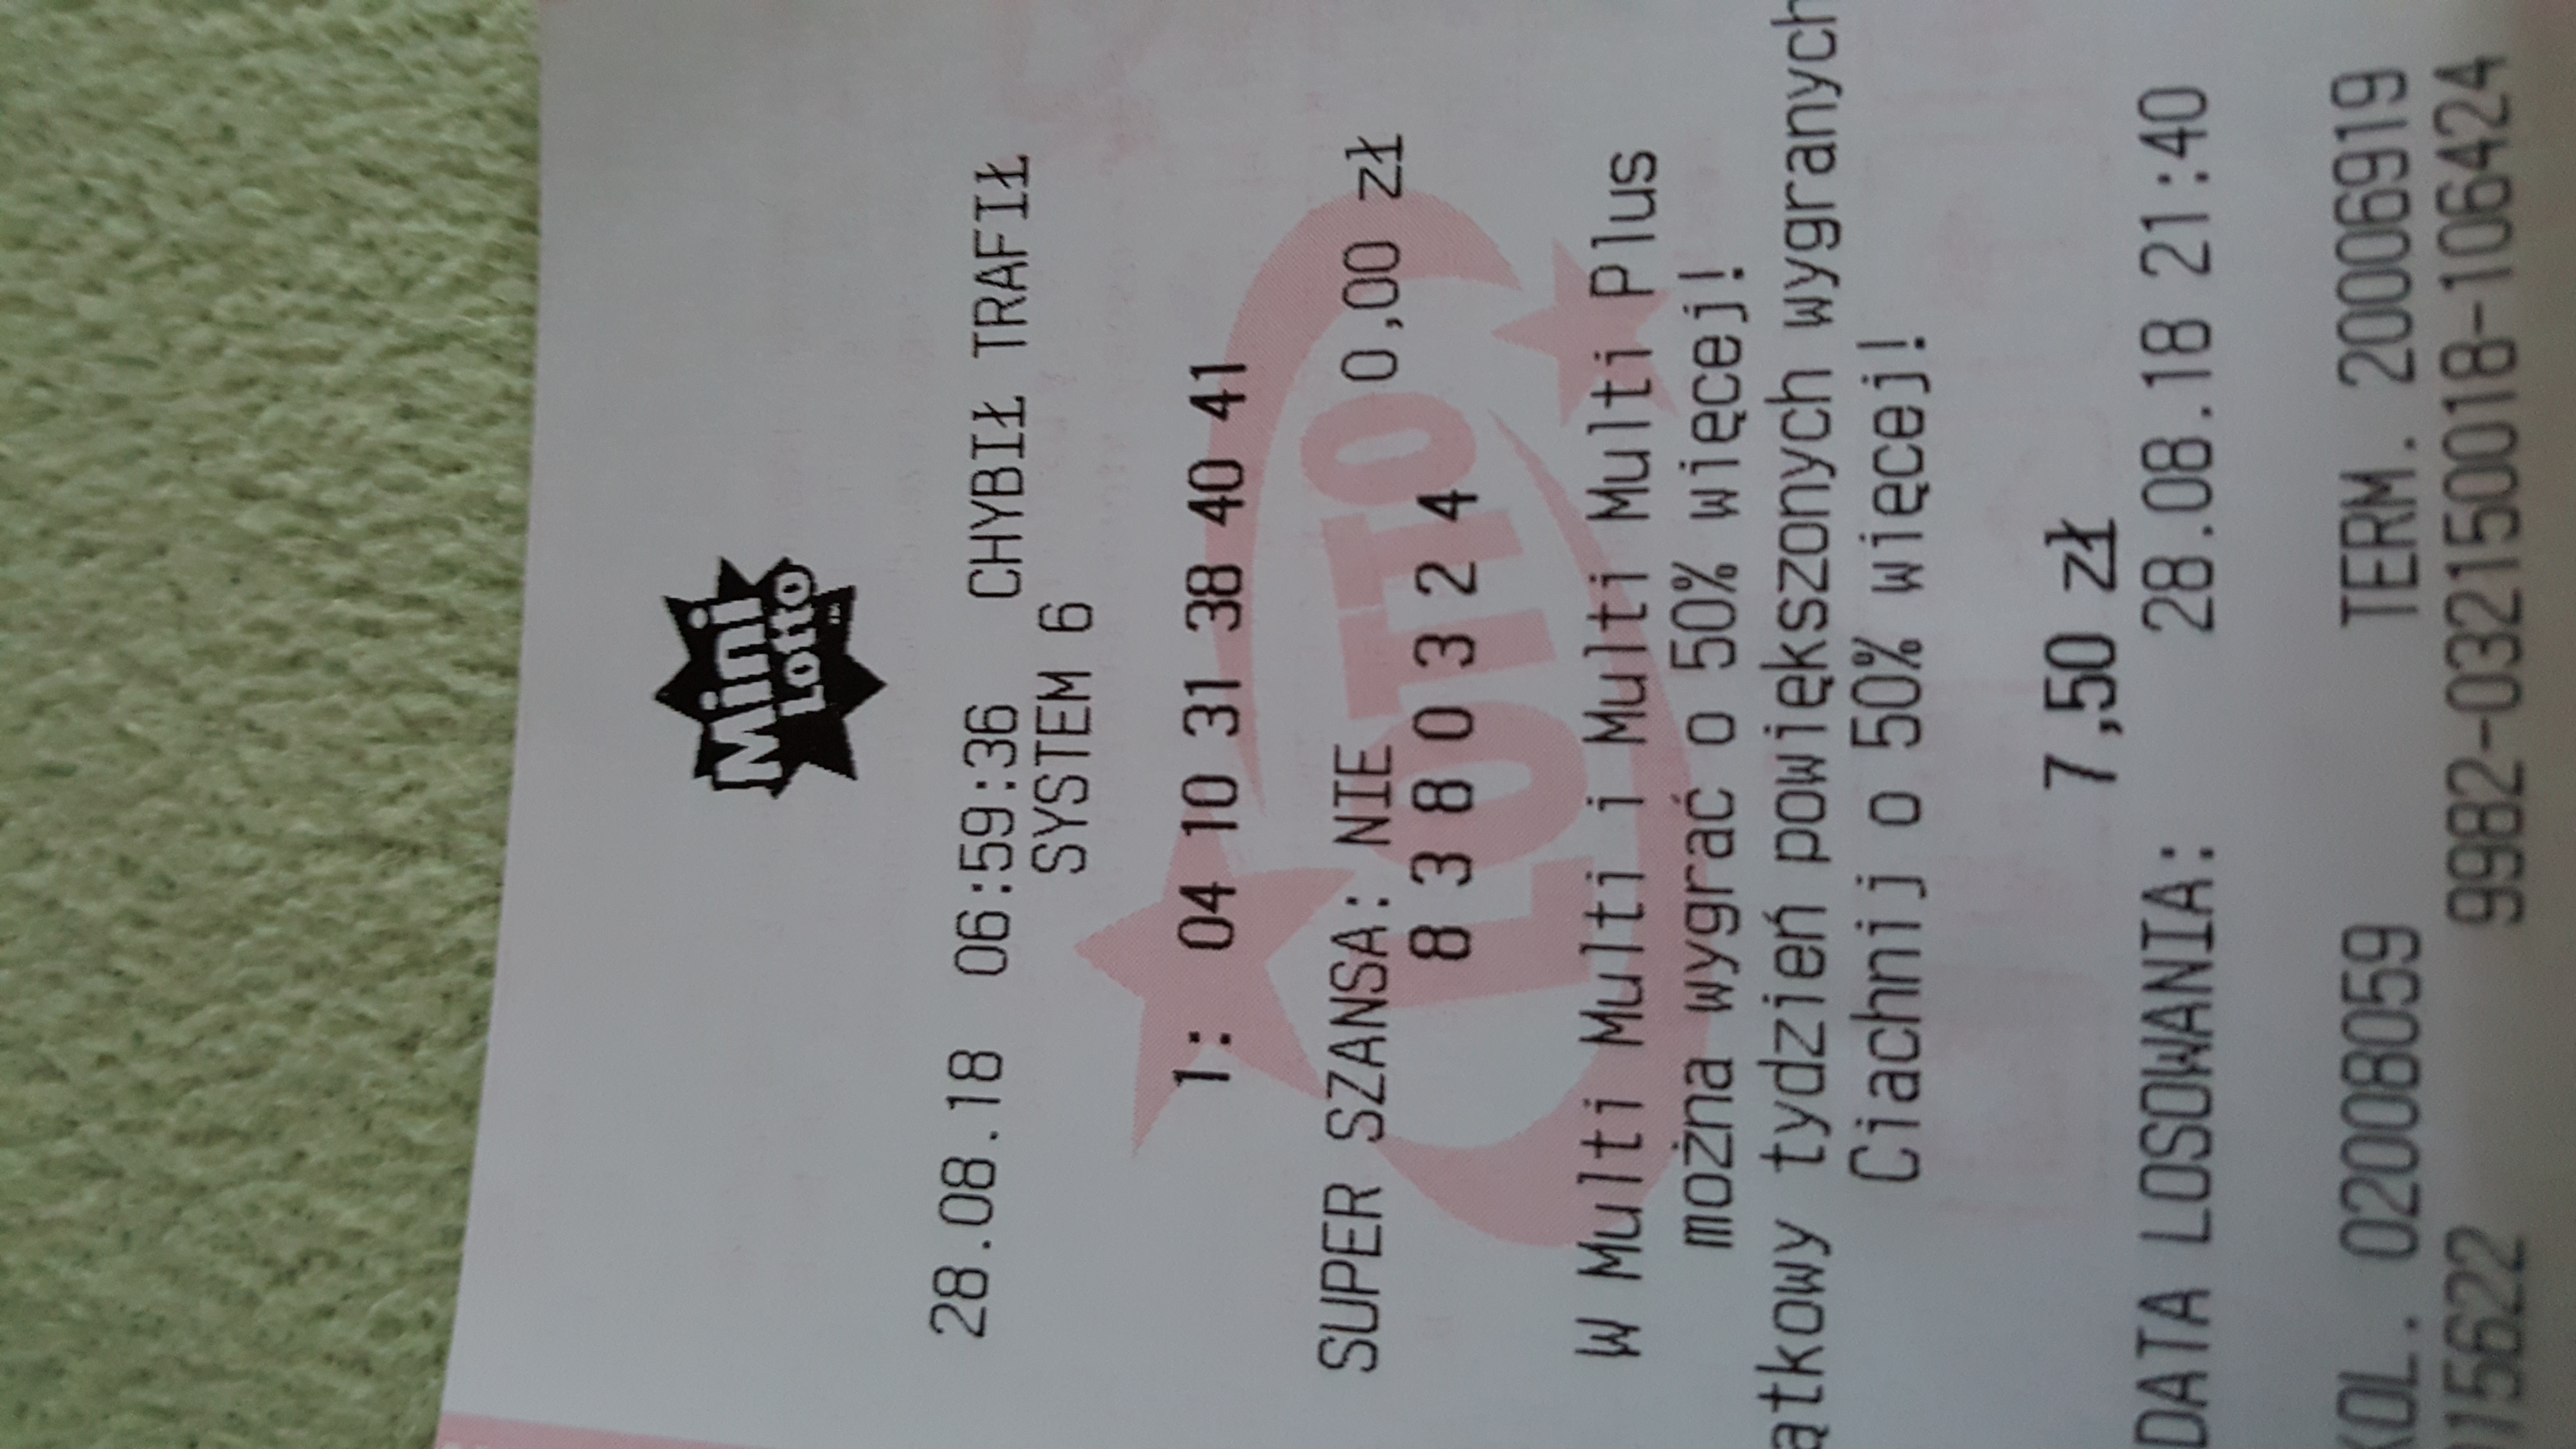 Mini
Lotto
28.08.18 06:59:36 CHYBIŁ TRAFIŁ
SYSTEM 6
1: 04 10 31 38 40 41
SUPER SZANSA: NIE 0,00 zł
8 3 8 0 3 2 4
LOTTO
W Multi Multi i Multi Multi Plus
można wygrać o 50% więcej!
ątkowy tydzień powiększonych wygranych
Ciachnij o 50% więcej!
7,50 zł
DATA LOSOWANIA: 28.08.18 21:40
KOL. 02008059 TERM. 20006919
15622 9982-032150018-106424